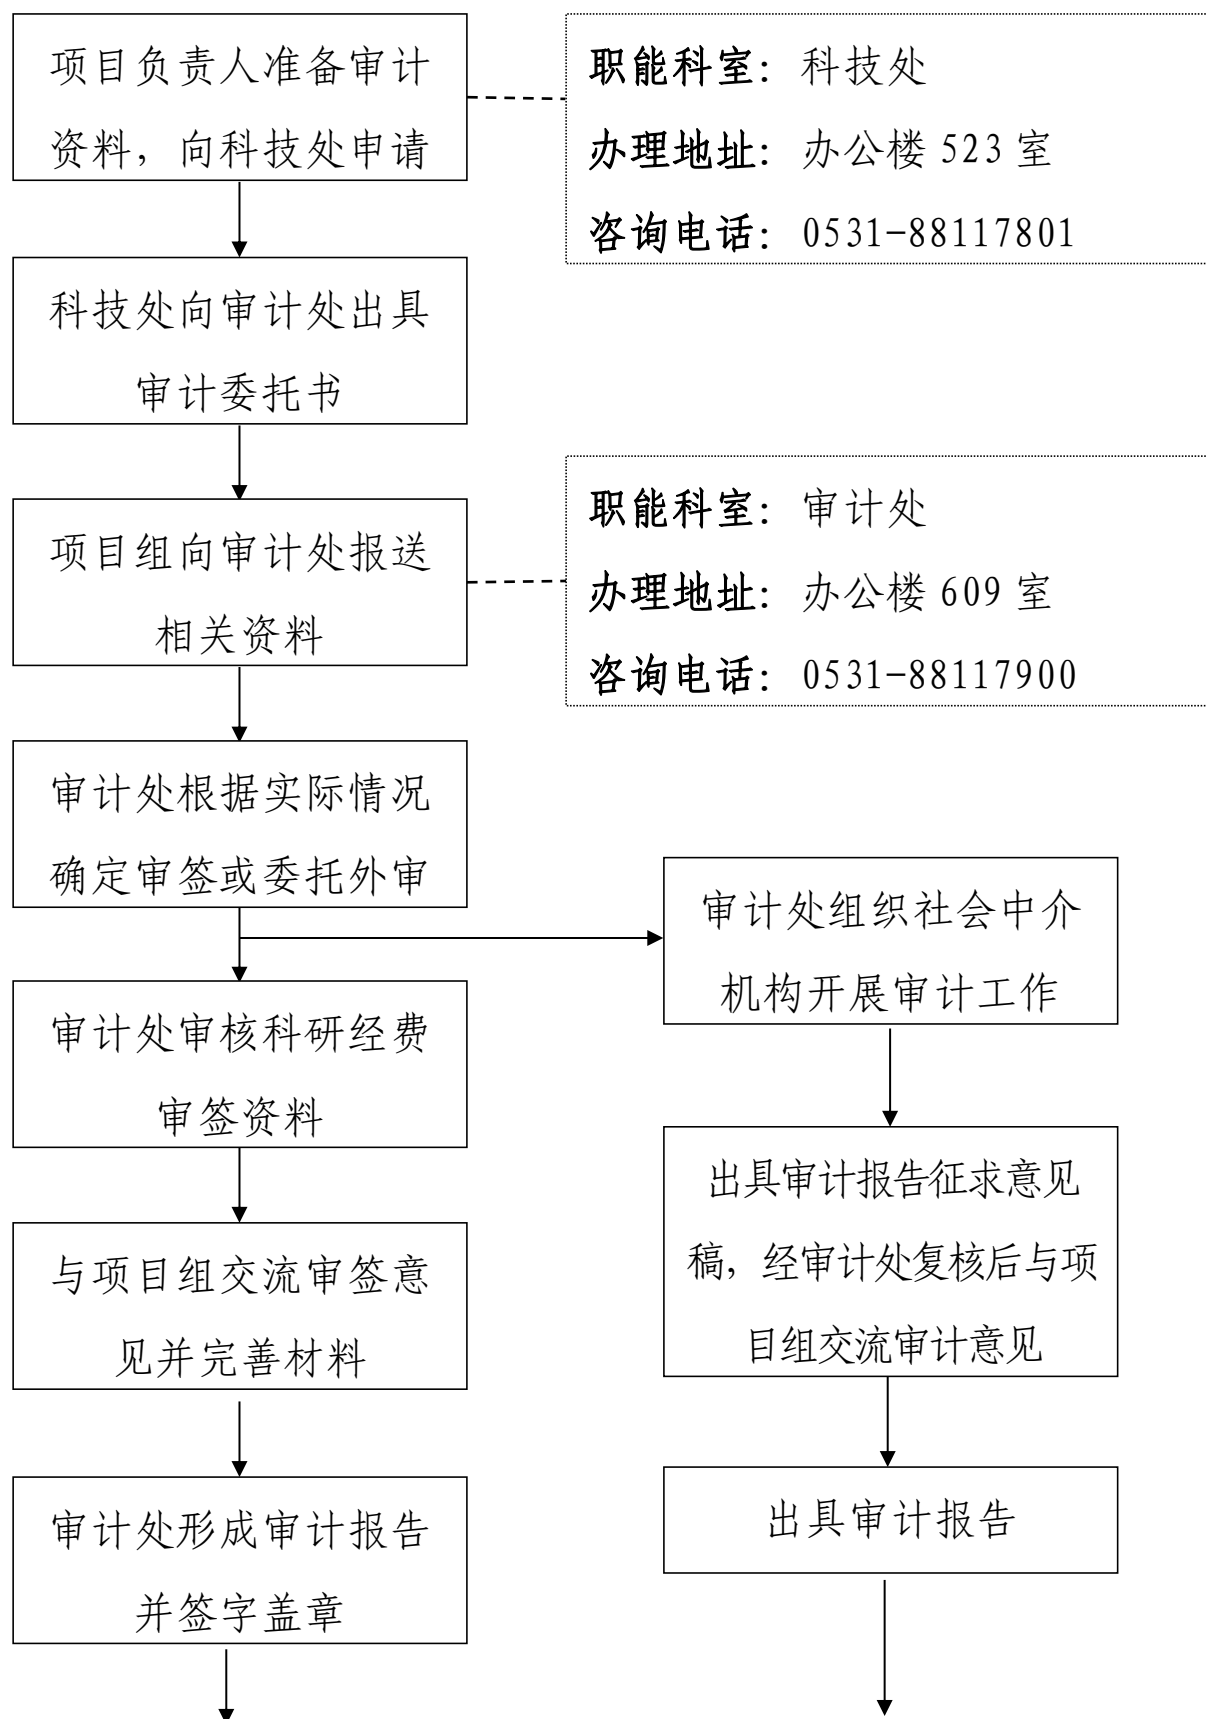 项目负责人准备审计
资料，向科技处申请
职能科室：科技处
办理地址：办公楼 523 室
咨询电话：0531-88117801
科技处向审计处出具
审计委托书
项目组向审计处报送
相关资料
职能科室：审计处
办理地址：办公楼 609 室
咨询电话：0531-88117900
审计处根据实际情况
确定审签或委托外审
审计处组织社会中介
机构开展审计工作
审计处审核科研经费
审签资料
出具审计报告征求意见
稿，经审计处复核后与项
目组交流审计意见
与项目组交流审签意
见并完善材料
出具审计报告
审计处形成审计报告
并签字盖章